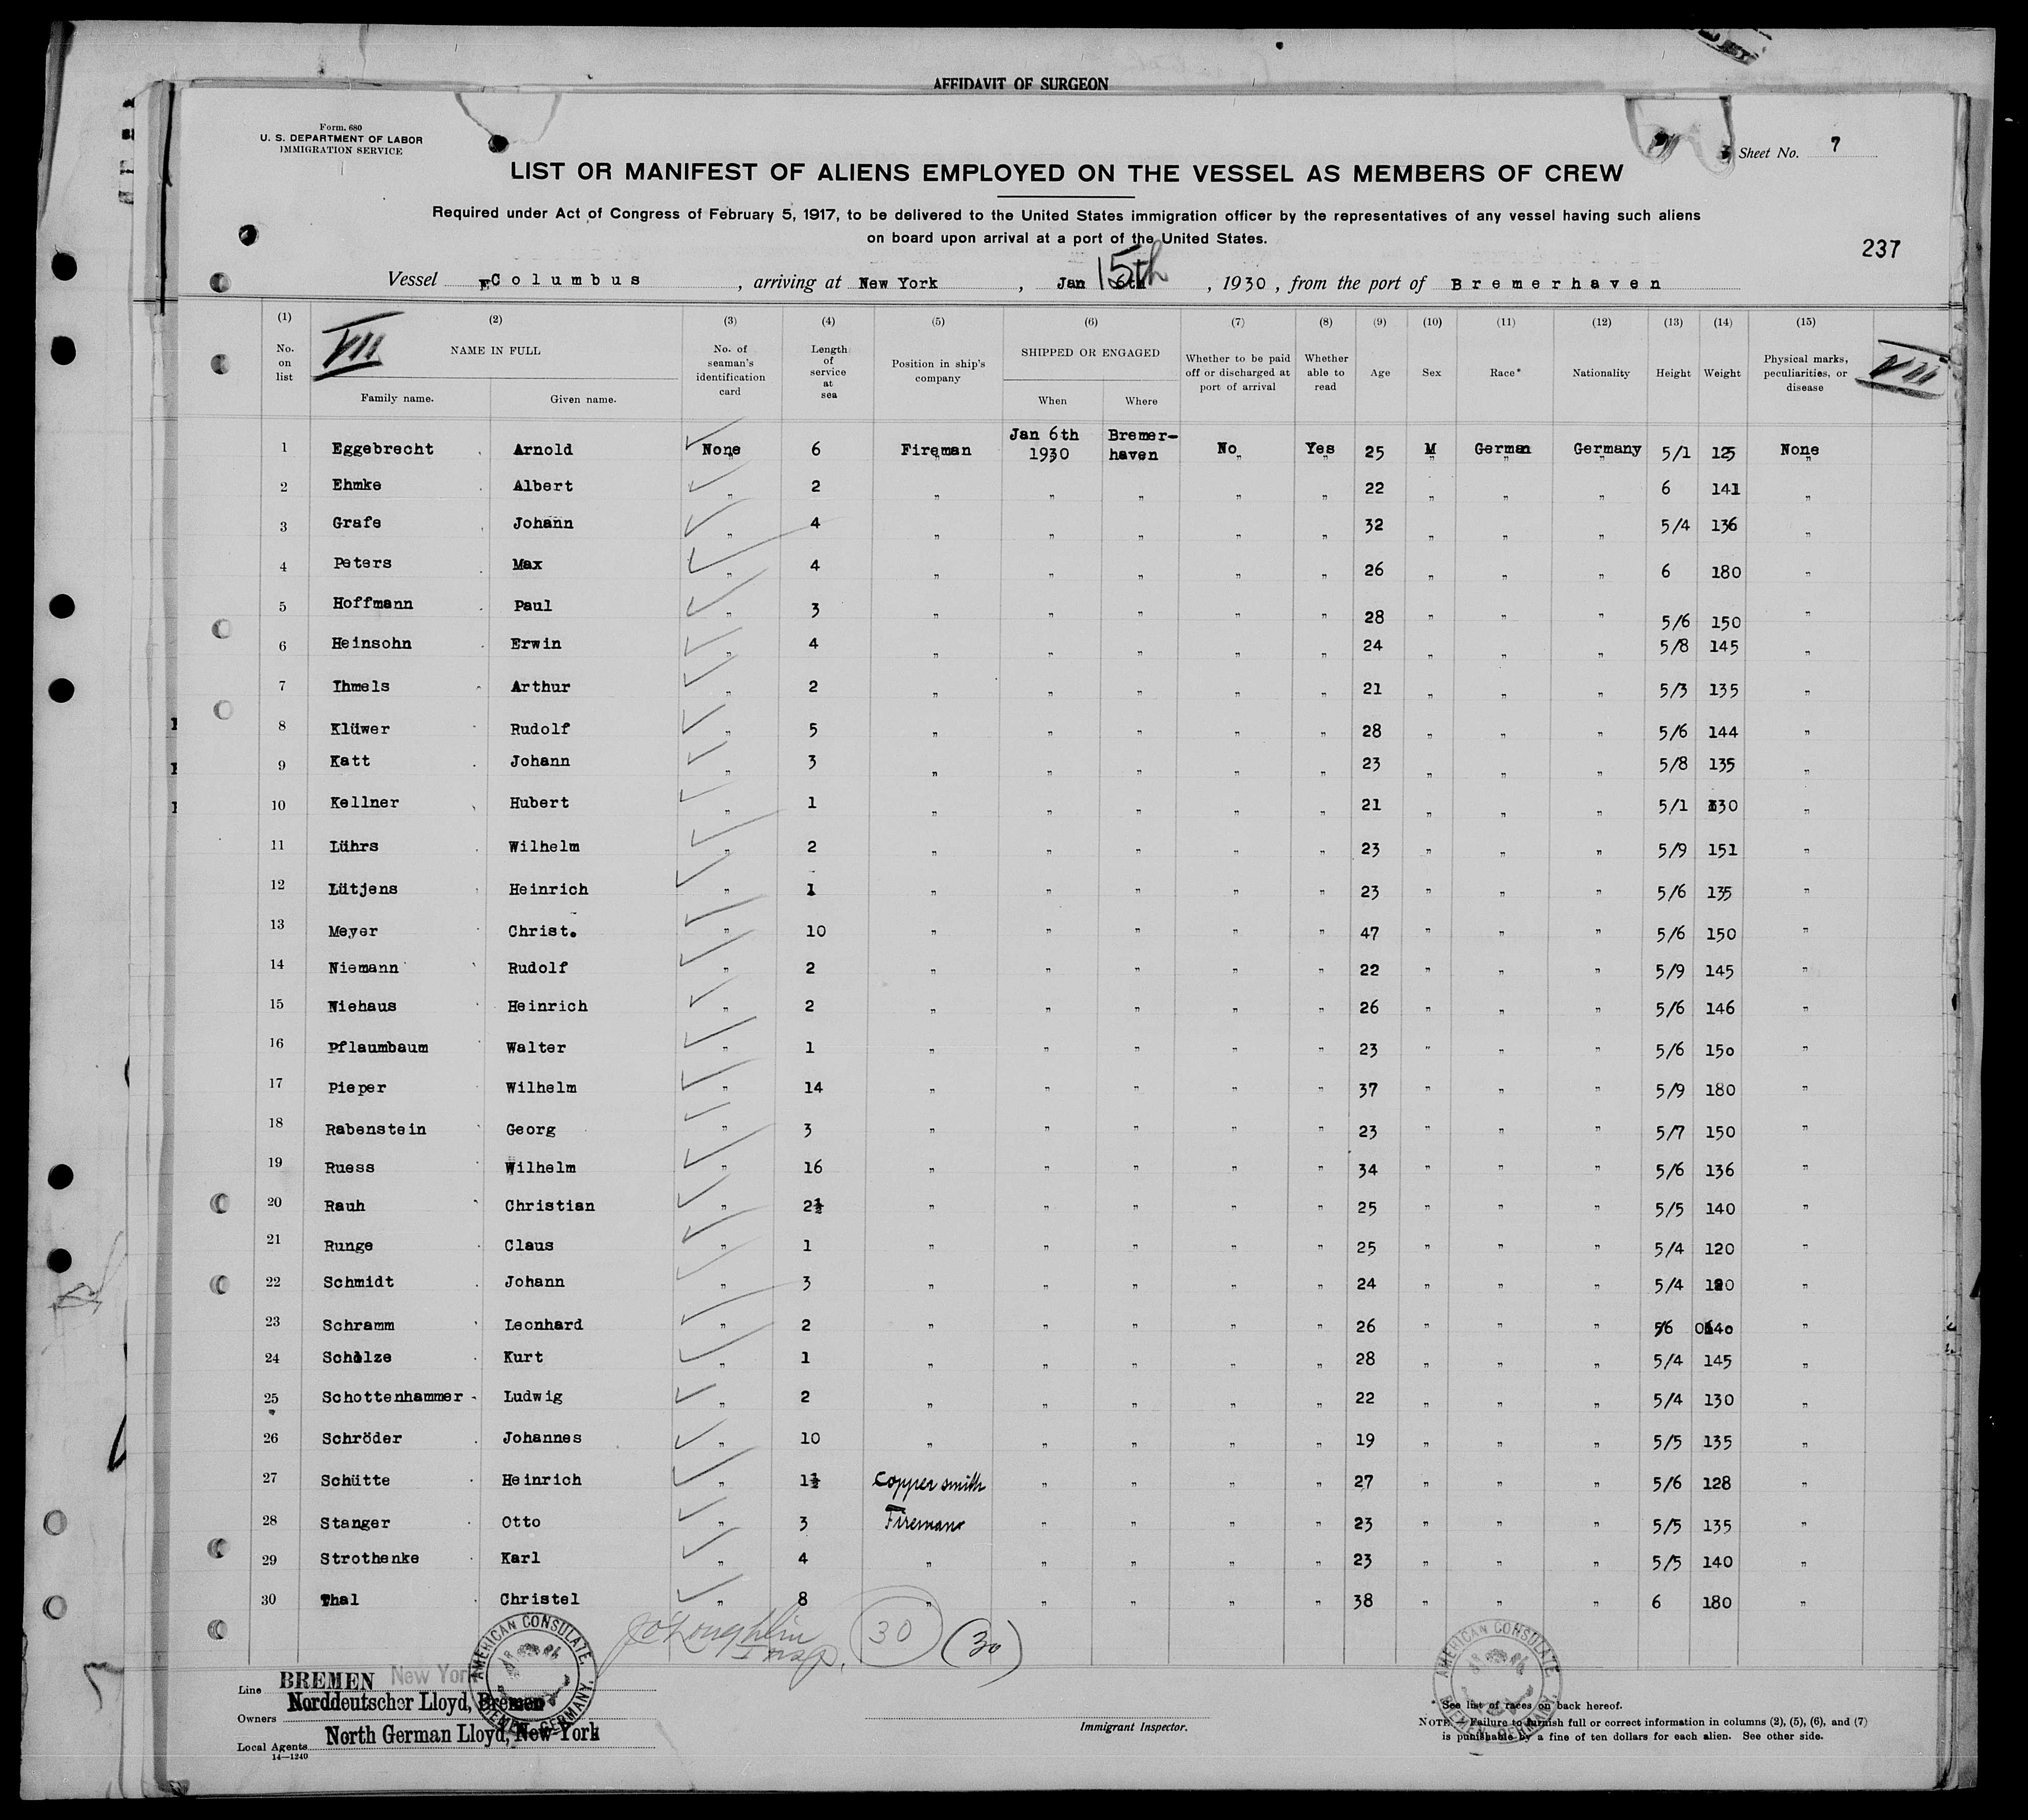 AFFIDAVIT OF SURGEON
Form. 680
U. S. DEPARTMENT OF LABOR
IMMIGRATION SERVICE
Sheet No. 7
LIST OR MANIFEST OF ALIENS EMPLOYED ON THE VESSEL AS MEMBERS OF CREW
Required under Act of Congress of February 5, 1917, to be delivered to the United States immigration officer by the representatives of any vessel having such aliens
on board upon arrival at a port of the United States.
237
Vessel Columbus, arriving at New York, Jan 15th, 1930, from the port of Bremerhaven
(1) (2) (3) (4) (5) (6) (7) (8) (9) (10) (11) (12) (13) (14) (15)
VII
No. on list NAME IN FULL Family name. Given name. No. of seaman's identification card Length of service at sea Position in ship's company SHIPPED OR ENGAGED When Where Whether to be paid off or discharged at port of arrival Whether able to read Age Sex Race* Nationality Height Weight Physical marks, peculiarities, or disease
VII
1 Eggebrecht Arnold None 6 Fireman Jan 6th 1930 Bremer-haven No Yes 25 M German Germany 5/1 125 None
2 Ehmke Albert " 2 " " " " " 22 " " " 6 141 "
3 Grafe Johann " 4 " " " " " 32 " " " 5/4 136 "
4 Peters Max " 4 " " " " " 26 " " " 6 180 "
5 Hoffmann Paul " 3 " " " " " 28 " " " 5/6 150 "
6 Heinsohn Erwin " 4 " " " " " 24 " " " 5/8 145 "
7 Ihmels Arthur " 2 " " " " " 21 " " " 5/3 135 "
8 Klüwer Rudolf " 5 " " " " " 28 " " " 5/6 144 "
9 Katt Johann " 3 " " " " " 23 " " " 5/8 135 "
10 Kellner Hubert " 1 " " " " " 21 " " " 5/1 130 "
11 Lührs Wilhelm " 2 " " " " " 23 " " " 5/9 151 "
12 Lütjens Heinrich " 1 " " " " " 23 " " " 5/6 135 "
13 Meyer Christ. " 10 " " " " " 47 " " " 5/6 150 "
14 Niemann Rudolf " 2 " " " " " 22 " " " 5/9 145 "
15 Niehaus Heinrich " 2 " " " " " 26 " " " 5/6 146 "
16 Pflaumbaum Walter " 1 " " " " " 23 " " " 5/6 150 "
17 Pieper Wilhelm " 14 " " " " " 37 " " " 5/9 180 "
18 Rabenstein Georg " 3 " " " " " 23 " " " 5/7 150 "
19 Ruess Wilhelm " 16 " " " " " 34 " " " 5/6 136 "
20 Rauh Christian " 2½ " " " " " 25 " " " 5/5 140 "
21 Runge Claus " 1 " " " " " 25 " " " 5/4 120 "
22 Schmidt Johann " 3 " " " " " 24 " " " 5/4 "
23 Schramm Leonhard " 2 " " " " " 26 " " " 140 "
24 Scholze Kurt " 1 " " " " " 28 " " " 5/4 145 "
25 Schottenhammer Ludwig " 2 " " " " " 22 " " " 5/4 130 "
26 Schröder Johannes " 10 " " " " " 19 " " " 5/5 135 "
27 Schütte Heinrich " 1½ Coppersmith " " " " 27 " " " 5/6 128 "
28 Stanger Otto " 3 Fireman " " " " 23 " " " 5/5 135 "
29 Strothenke Karl " 4 " " " " " 23 " " " 5/5 140 "
30 Thal Christel " 8 " " " " " 38 " " " 6 180 "
JO'Loughlin Insp. 30 (30)
AMERICAN CONSULATE, BREMEN, GERMANY.
AMERICAN CONSULATE, BREMEN, GERMANY.
Line BREMEN New York
Owners Norddeutscher Lloyd, Bremen
Local Agents North German Lloyd, New York
14—1240
Immigrant Inspector.
* See list of races on back hereof.
NOTE.—Failure to furnish full or correct information in columns (2), (5), (6), and (7)
is punishable by a fine of ten dollars for each alien. See other side.